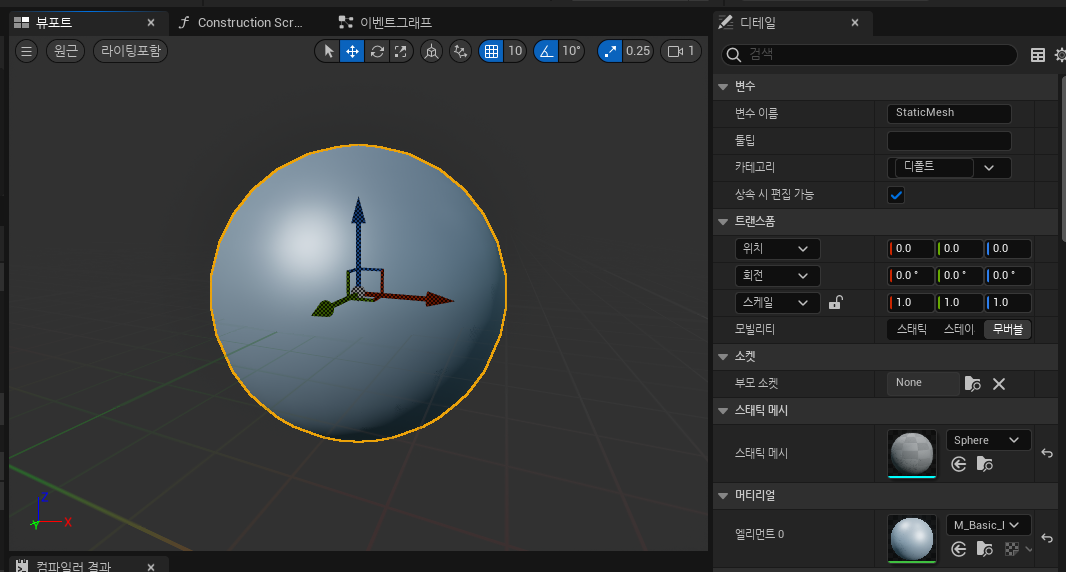 뷰포트
Construction Scr...
이벤트그래프
원근
라이팅포함
10
10°
0.25
1
디테일
검색
변수
변수 이름
StaticMesh
툴팁
카테고리
디폴트
상속 시 편집 가능
트랜스폼
위치
0.0
0.0
0.0
회전
0.0 °
0.0 °
0.0 °
스케일
1.0
1.0
1.0
모빌리티
스태틱
스테이
무버블
소켓
부모 소켓
None
스태틱 메시
스태틱 메시
Sphere
머티리얼
엘리먼트 0
M_Basic_
Z
X
Y
컴파일러 결과